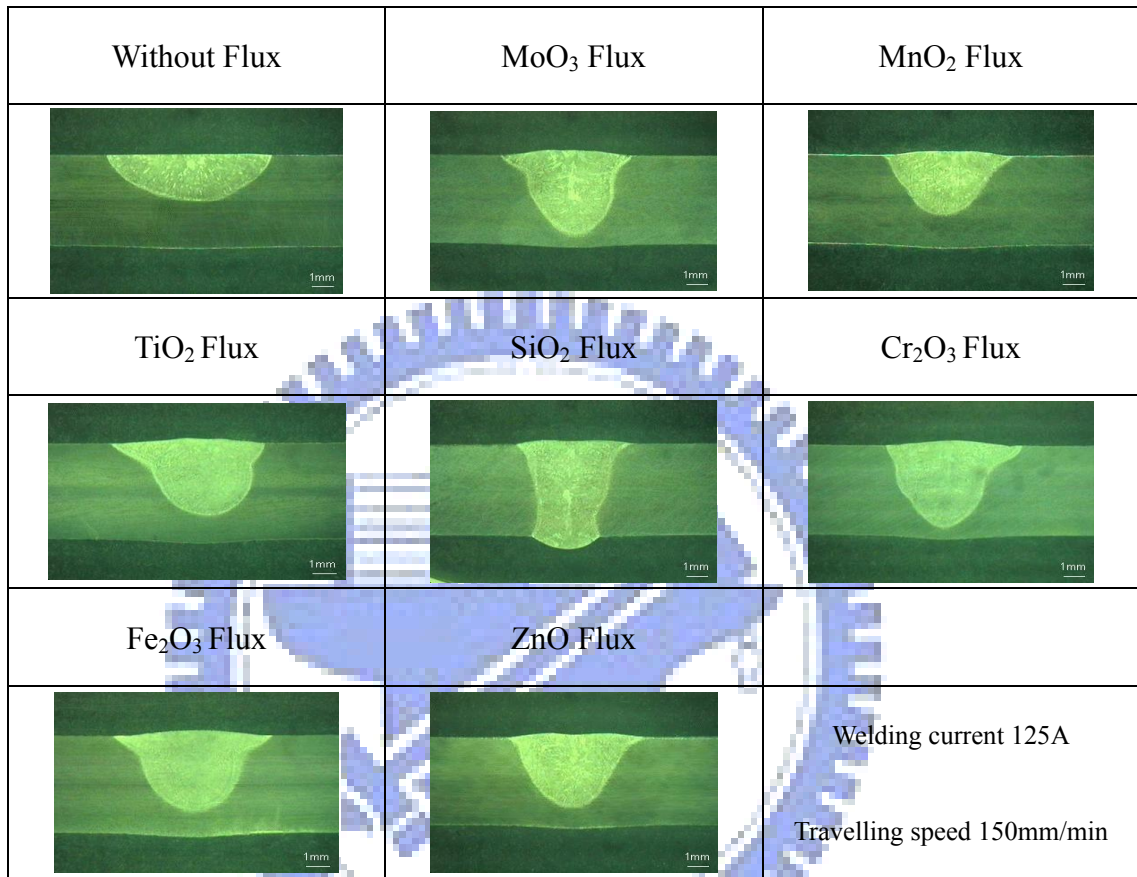 Without Flux
MoO₃ Flux
MnO₂ Flux
1mm
1mm
1mm
TiO₂ Flux
SiO₂ Flux
Cr₂O₃ Flux
1mm
1mm
1mm
Fe₂O₃ Flux
ZnO Flux
1mm
1mm
Welding current 125A
Travelling speed 150mm/min